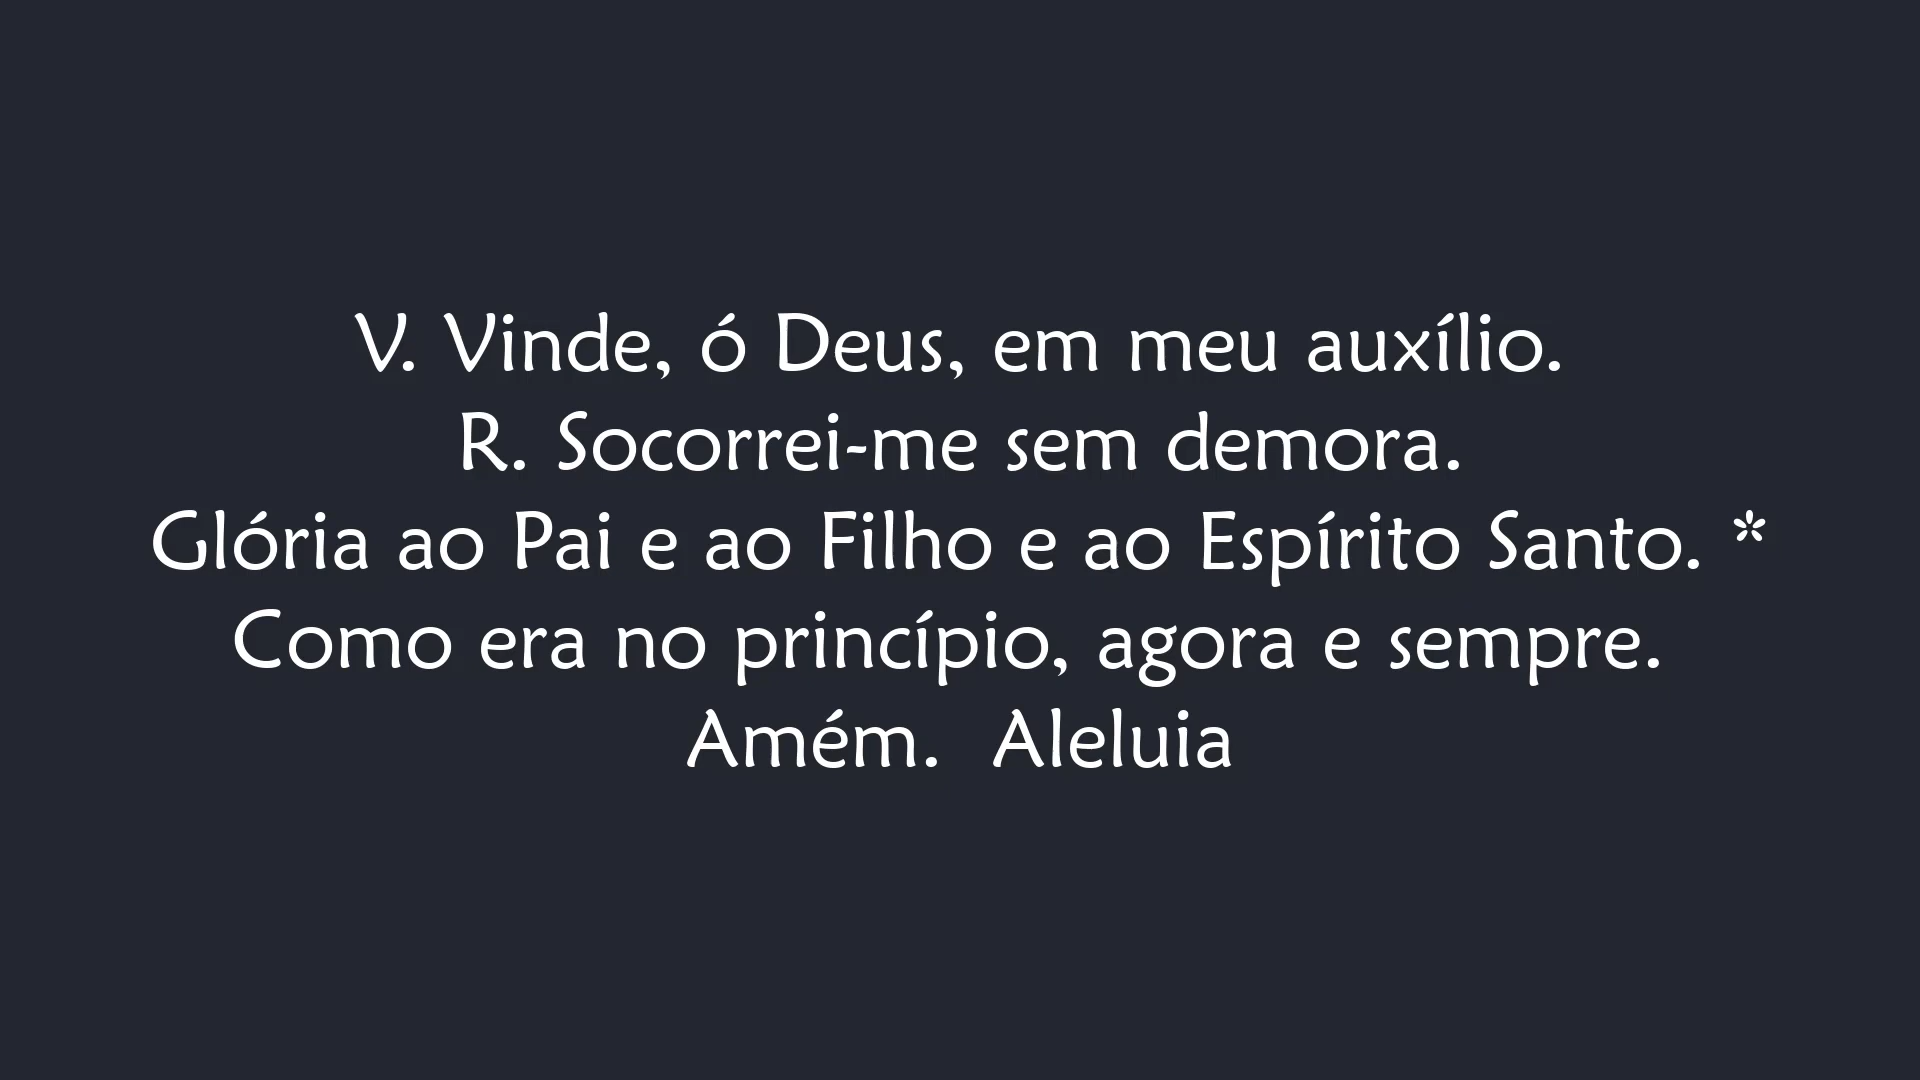 V. Vinde, ó Deus, em meu auxílio.
R. Socorrei-me sem demora.
Glória ao Pai e ao Filho e ao Espírito Santo. *
Como era no princípio, agora e sempre.
Amém.  Aleluia